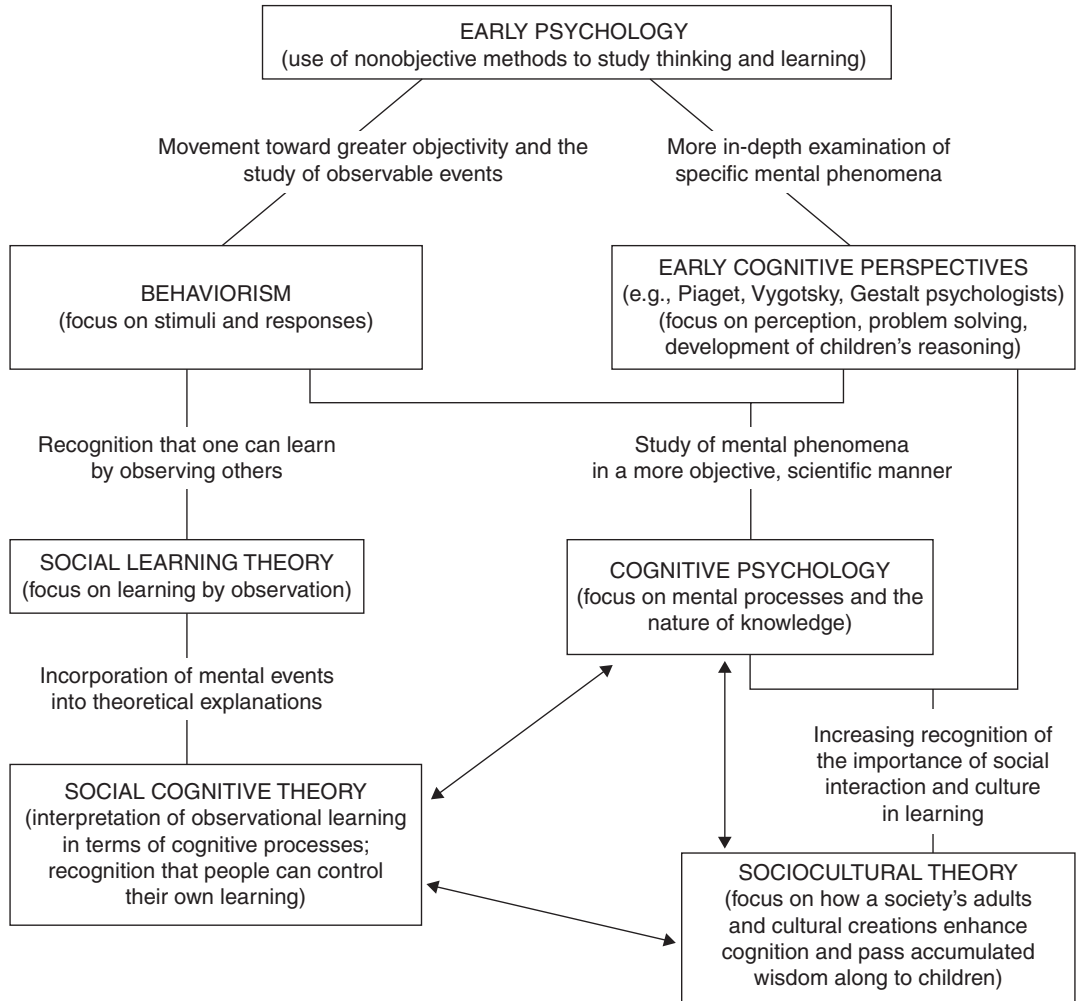 EARLY PSYCHOLOGY
(use of nonobjective methods to study thinking and learning)
Movement toward greater objectivity and the
study of observable events
More in-depth examination of
specific mental phenomena
BEHAVIORISM
(focus on stimuli and responses)
EARLY COGNITIVE PERSPECTIVES
(e.g., Piaget, Vygotsky, Gestalt psychologists)
(focus on perception, problem solving,
development of children’s reasoning)
Recognition that one can learn
by observing others
Study of mental phenomena
in a more objective, scientific manner
SOCIAL LEARNING THEORY
(focus on learning by observation)
COGNITIVE PSYCHOLOGY
(focus on mental processes and the
nature of knowledge)
Incorporation of mental events
into theoretical explanations
Increasing recognition of
the importance of social
interaction and culture
in learning
SOCIAL COGNITIVE THEORY
(interpretation of observational learning
in terms of cognitive processes;
recognition that people can control
their own learning)
SOCIOCULTURAL THEORY
(focus on how a society’s adults
and cultural creations enhance
cognition and pass accumulated
wisdom along to children)